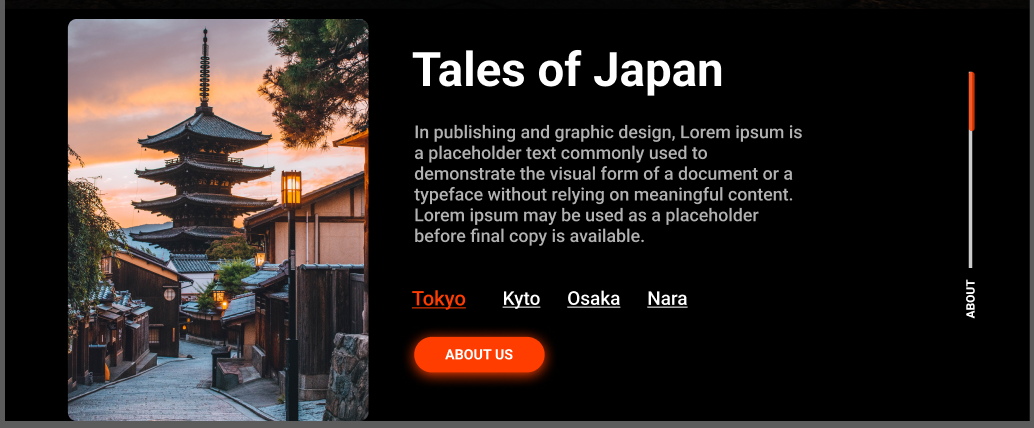 Tales of Japan
In publishing and graphic design, Lorem ipsum is
a placeholder text commonly used to
demonstrate the visual form of a document or a
typeface without relying on meaningful content.
Lorem ipsum may be used as a placeholder
before final copy is available.
Tokyo Kyto Osaka Nara
ABOUT US
ABOUT